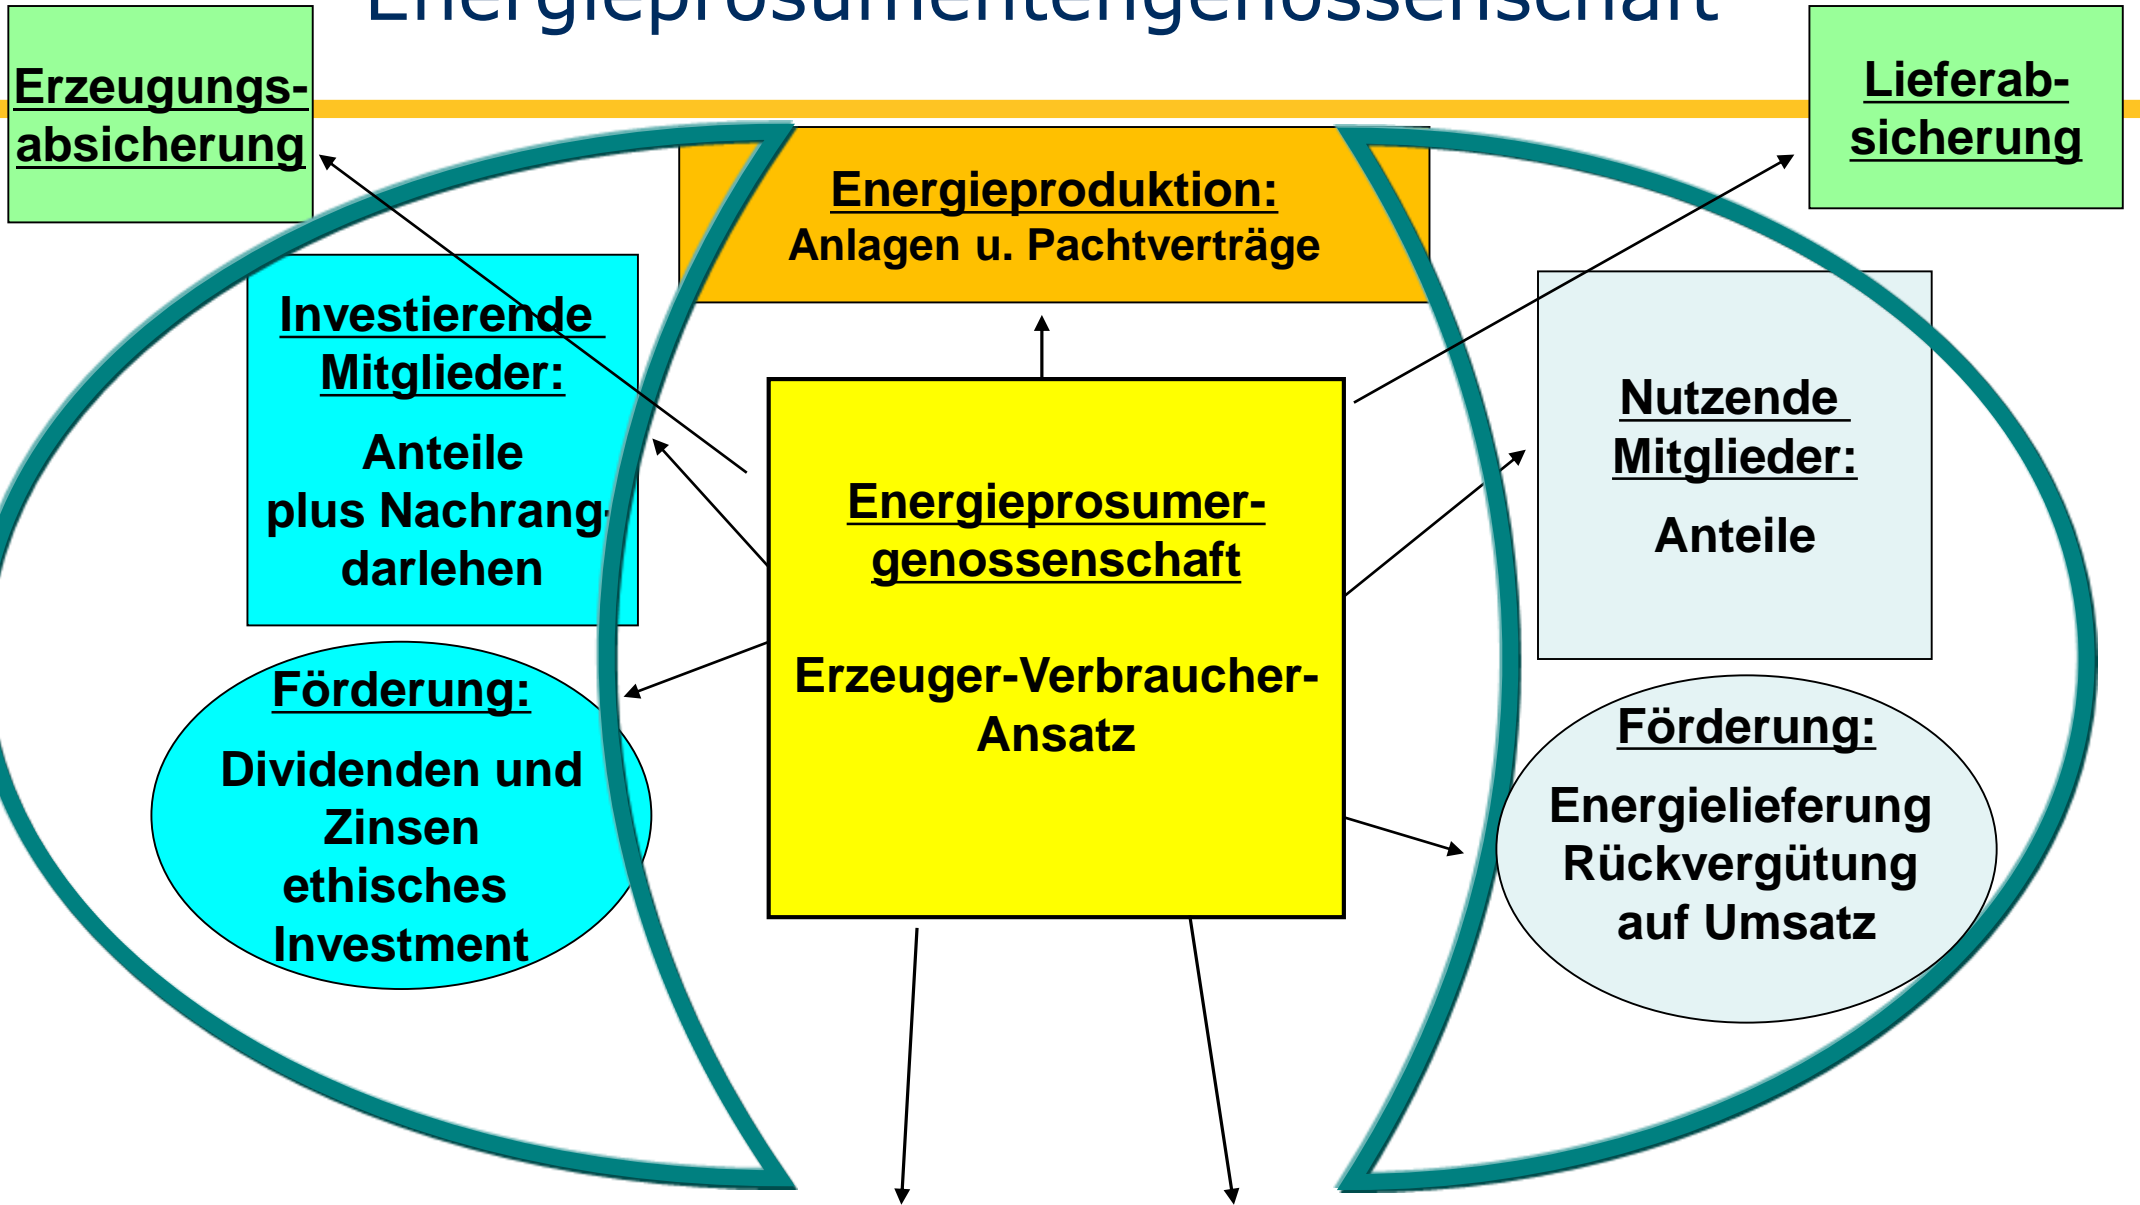 Energieprosumentengenossenschaft
Erzeugungs-
absicherung
Lieferab-
sicherung
Energieproduktion:
Anlagen u. Pachtverträge
Investierende
Mitglieder:
Anteile
plus Nachrang-
darlehen
Energieprosumer-
genossenschaft
Erzeuger-Verbraucher-
Ansatz
Nutzende
Mitglieder:
Anteile
Förderung:
Dividenden und
Zinsen
ethisches
Investment
Förderung:
Energielieferung
Rückvergütung
auf Umsatz